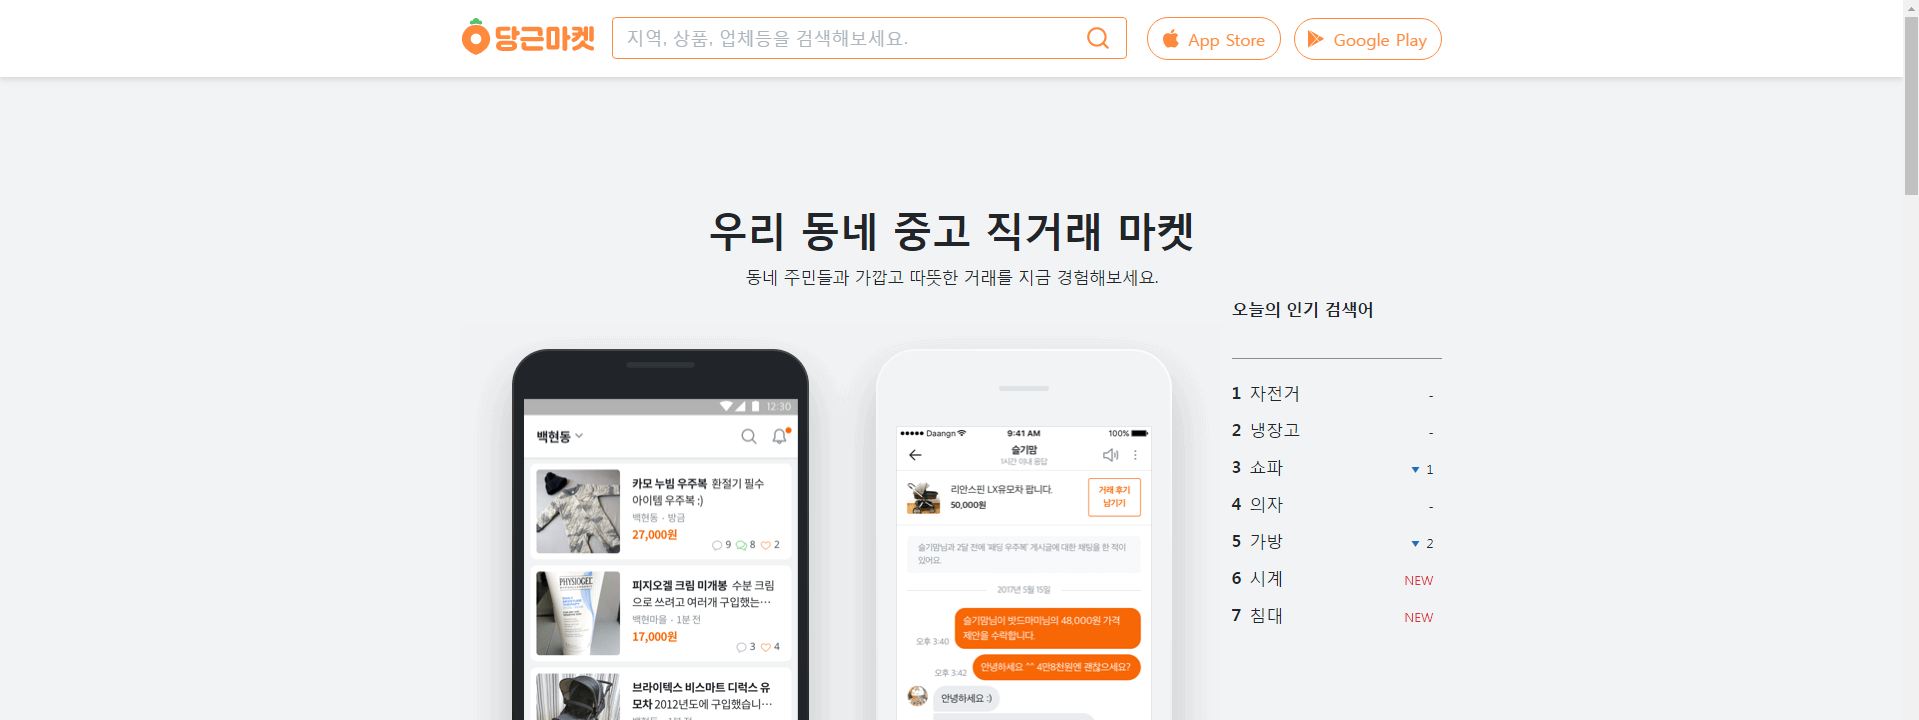 당근마켓
지역, 상품, 업체등을 검색해보세요.
App Store
Google Play
우리 동네 중고 직거래 마켓
동네 주민들과 가깝고 따뜻한 거래를 지금 경험해보세요.
12:30
백현동
카모 누빔 우주복 환절기 필수
아이템 우주복 :)
백현동 · 방금
27,000원
9 8 2
피지오겔 크림 미개봉 수분 크림
으로 쓰려고 여러개 구입했는…
백현마을 · 1분 전
17,000원
3 4
PHYSIOGEL
브라이텍스 비스마트 디럭스 유
모차 2012년도에 구입했습니…
Daangn 9:41 AM 100%
슬기맘
1시간 이내 응답
리안스핀 LX유모차 팝니다.
50,000원
거래 후기
남기기
슬기맘님과 2달 전에 '패딩 우주복' 게시글에 대한 채팅을 한 적이
있어요.
2017년 5월 15일
슬기맘님이 밧드마미님의 48,000원 가격
제안을 수락합니다.
오후 3:40
안녕하세요 ^^ 4만8천원엔 괜찮으세요?
오후 3:42
안녕하세요 :)
오늘의 인기 검색어
1 자전거 -
2 냉장고 -
3 쇼파 ▼ 1
4 의자 -
5 가방 ▼ 2
6 시계 NEW
7 침대 NEW